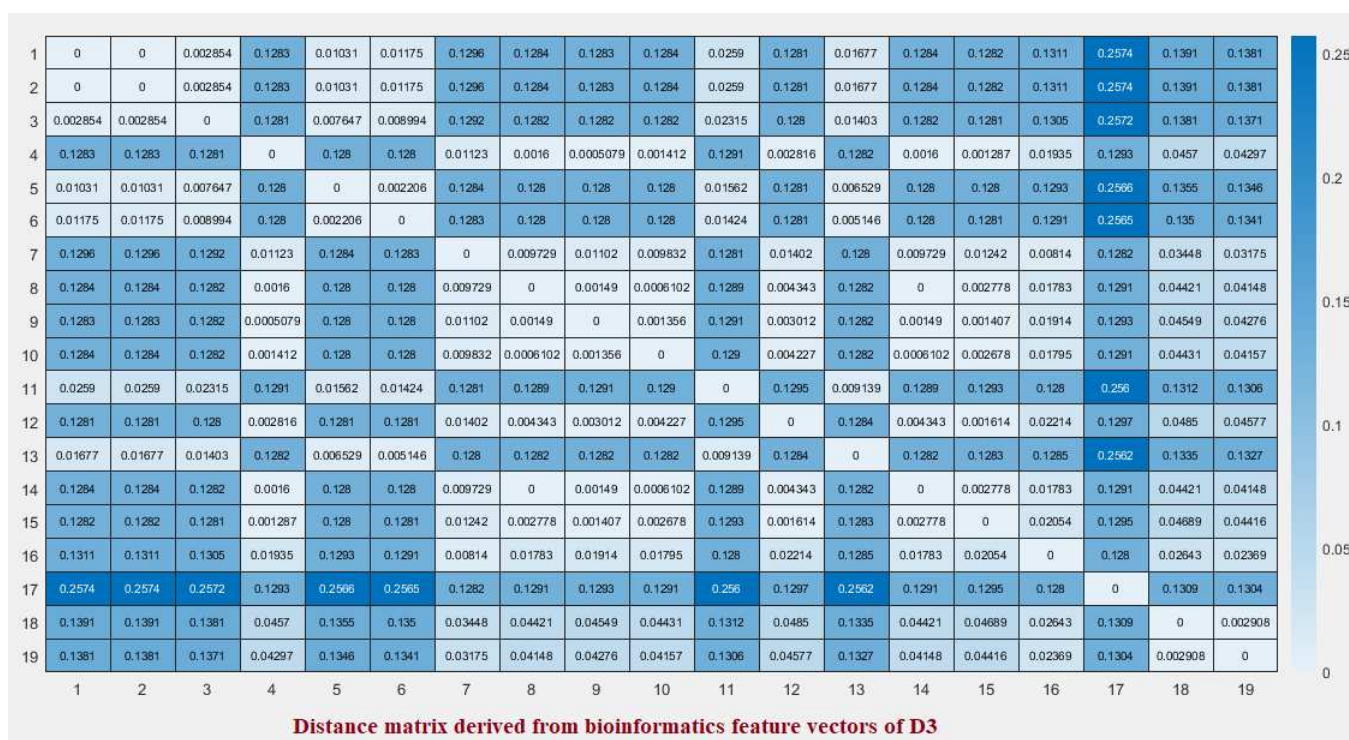 1 0 0 0.002854 0.1283 0.01031 0.01175 0.1296 0.1284 0.1283 0.1284 0.0259 0.1281 0.01677 0.1284 0.1282 0.1311 0.2574 0.1391 0.1381 0.25
2 0 0 0.002854 0.1283 0.01031 0.01175 0.1296 0.1284 0.1283 0.1284 0.0259 0.1281 0.01677 0.1284 0.1282 0.1311 0.2574 0.1391 0.1381
3 0.002854 0.002854 0 0.1281 0.007647 0.008994 0.1292 0.1282 0.1282 0.1282 0.02315 0.128 0.01403 0.1282 0.1281 0.1305 0.2572 0.1381 0.1371
4 0.1283 0.1283 0.1281 0 0.128 0.128 0.01123 0.0016 0.0005079 0.001412 0.1291 0.002816 0.1282 0.0016 0.001287 0.01935 0.1293 0.0457 0.04297
0.2
5 0.01031 0.01031 0.007647 0.128 0 0.002206 0.1284 0.128 0.128 0.128 0.01562 0.1281 0.006529 0.128 0.128 0.1293 0.2566 0.1355 0.1346
6 0.01175 0.01175 0.008994 0.128 0.002206 0 0.1283 0.128 0.128 0.128 0.01424 0.1281 0.005146 0.128 0.1281 0.1291 0.2565 0.135 0.1341
7 0.1296 0.1296 0.1292 0.01123 0.1284 0.1283 0 0.009729 0.01102 0.009832 0.1281 0.01402 0.128 0.009729 0.01242 0.00814 0.1282 0.03448 0.03175
8 0.1284 0.1284 0.1282 0.0016 0.128 0.128 0.009729 0 0.00149 0.0006102 0.1289 0.004343 0.1282 0 0.002778 0.01783 0.1291 0.04421 0.04148
0.15
9 0.1283 0.1283 0.1282 0.0005079 0.128 0.128 0.01102 0.00149 0 0.001356 0.1291 0.003012 0.1282 0.00149 0.001407 0.01914 0.1293 0.04549 0.04276
10 0.1284 0.1284 0.1282 0.001412 0.128 0.128 0.009832 0.0006102 0.001356 0 0.129 0.004227 0.1282 0.0006102 0.002678 0.01795 0.1291 0.04431 0.04157
11 0.0259 0.0259 0.02315 0.1291 0.01562 0.01424 0.1281 0.1289 0.1291 0.129 0 0.1295 0.009139 0.1289 0.1293 0.128 0.256 0.1312 0.1306
12 0.1281 0.1281 0.128 0.002816 0.1281 0.1281 0.01402 0.004343 0.003012 0.004227 0.1295 0 0.1284 0.004343 0.001614 0.02214 0.1297 0.0485 0.04577
0.1
13 0.01677 0.01677 0.01403 0.1282 0.006529 0.005146 0.128 0.1282 0.1282 0.1282 0.009139 0.1284 0 0.1282 0.1283 0.1285 0.2562 0.1335 0.1327
14 0.1284 0.1284 0.1282 0.0016 0.128 0.128 0.009729 0 0.00149 0.0006102 0.1289 0.004343 0.1282 0 0.002778 0.01783 0.1291 0.04421 0.04148
15 0.1282 0.1282 0.1281 0.001287 0.128 0.1281 0.01242 0.002778 0.001407 0.002678 0.1293 0.001614 0.1283 0.002778 0 0.02054 0.1295 0.04689 0.04416
16 0.1311 0.1311 0.1305 0.01935 0.1293 0.1291 0.00814 0.01783 0.01914 0.01795 0.128 0.02214 0.1285 0.01783 0.02054 0 0.128 0.02643 0.02369 0.05
17 0.2574 0.2574 0.2572 0.1293 0.2566 0.2565 0.1282 0.1291 0.1293 0.1291 0.256 0.1297 0.2562 0.1291 0.1295 0.128 0 0.1309 0.1304
18 0.1391 0.1391 0.1381 0.0457 0.1355 0.135 0.03448 0.04421 0.04549 0.04431 0.1312 0.0485 0.1335 0.04421 0.04689 0.02643 0.1309 0 0.002908
19 0.1381 0.1381 0.1371 0.04297 0.1346 0.1341 0.03175 0.04148 0.04276 0.04157 0.1306 0.04577 0.1327 0.04148 0.04416 0.02369 0.1304 0.002908 0
0
1 2 3 4 5 6 7 8 9 10 11 12 13 14 15 16 17 18 19
Distance matrix derived from bioinformatics feature vectors of D3